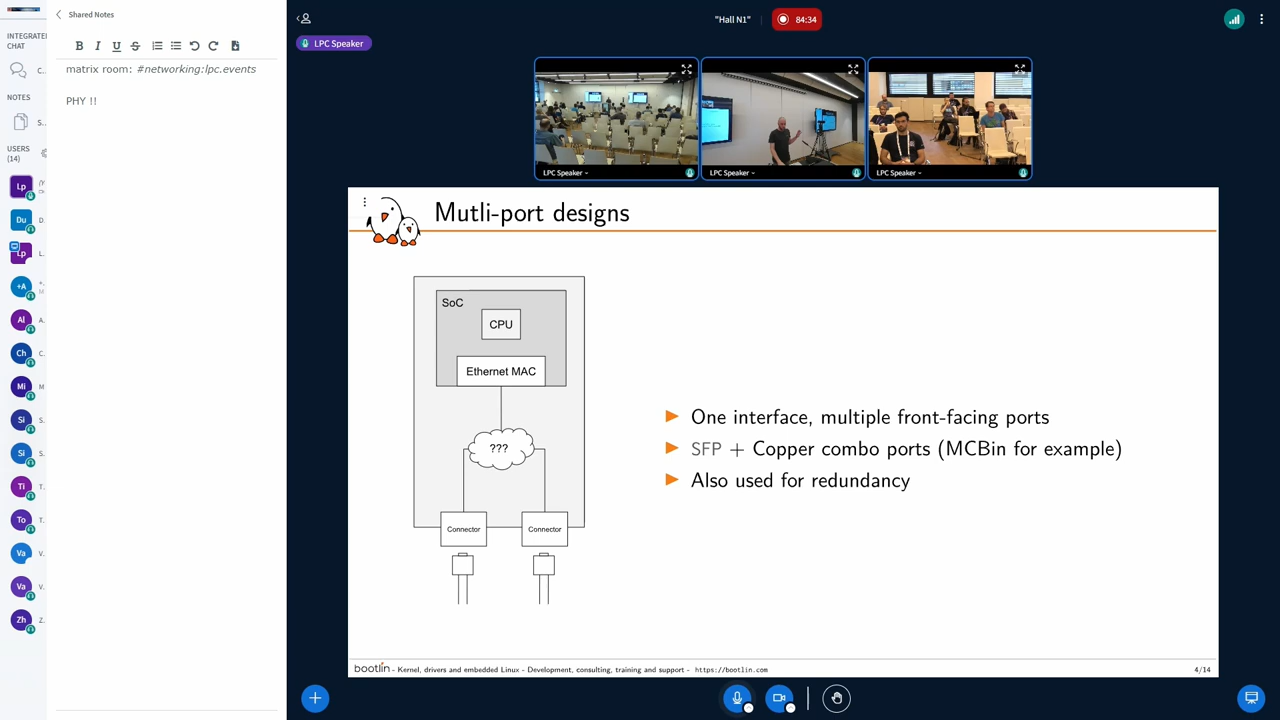 Shared Notes
INTEGRATE
CHAT
C..
NOTES
S..
USERS
(14)
B I U S
matrix room: #networking:lpc.events
PHY !!
Lp
Du D.
Lp L.
+A
Al A.
Ch C.
Mi M
Si S.
Si S.
Ti T.
To T.
Va V.
Va V.
Zh Z.
"Hall N1"
84:34
LPC Speaker
LPC Speaker
LPC Speaker
LPC Speaker
Mutli-port designs
SoC
CPU
Ethernet MAC
???
Connector
Connector
One interface, multiple front-facing ports
SFP + Copper combo ports (MCBin for example)
Also used for redundancy
bootlin - Kernel, drivers and embedded Linux - Development, consulting, training and support - https://bootlin.com
4/14